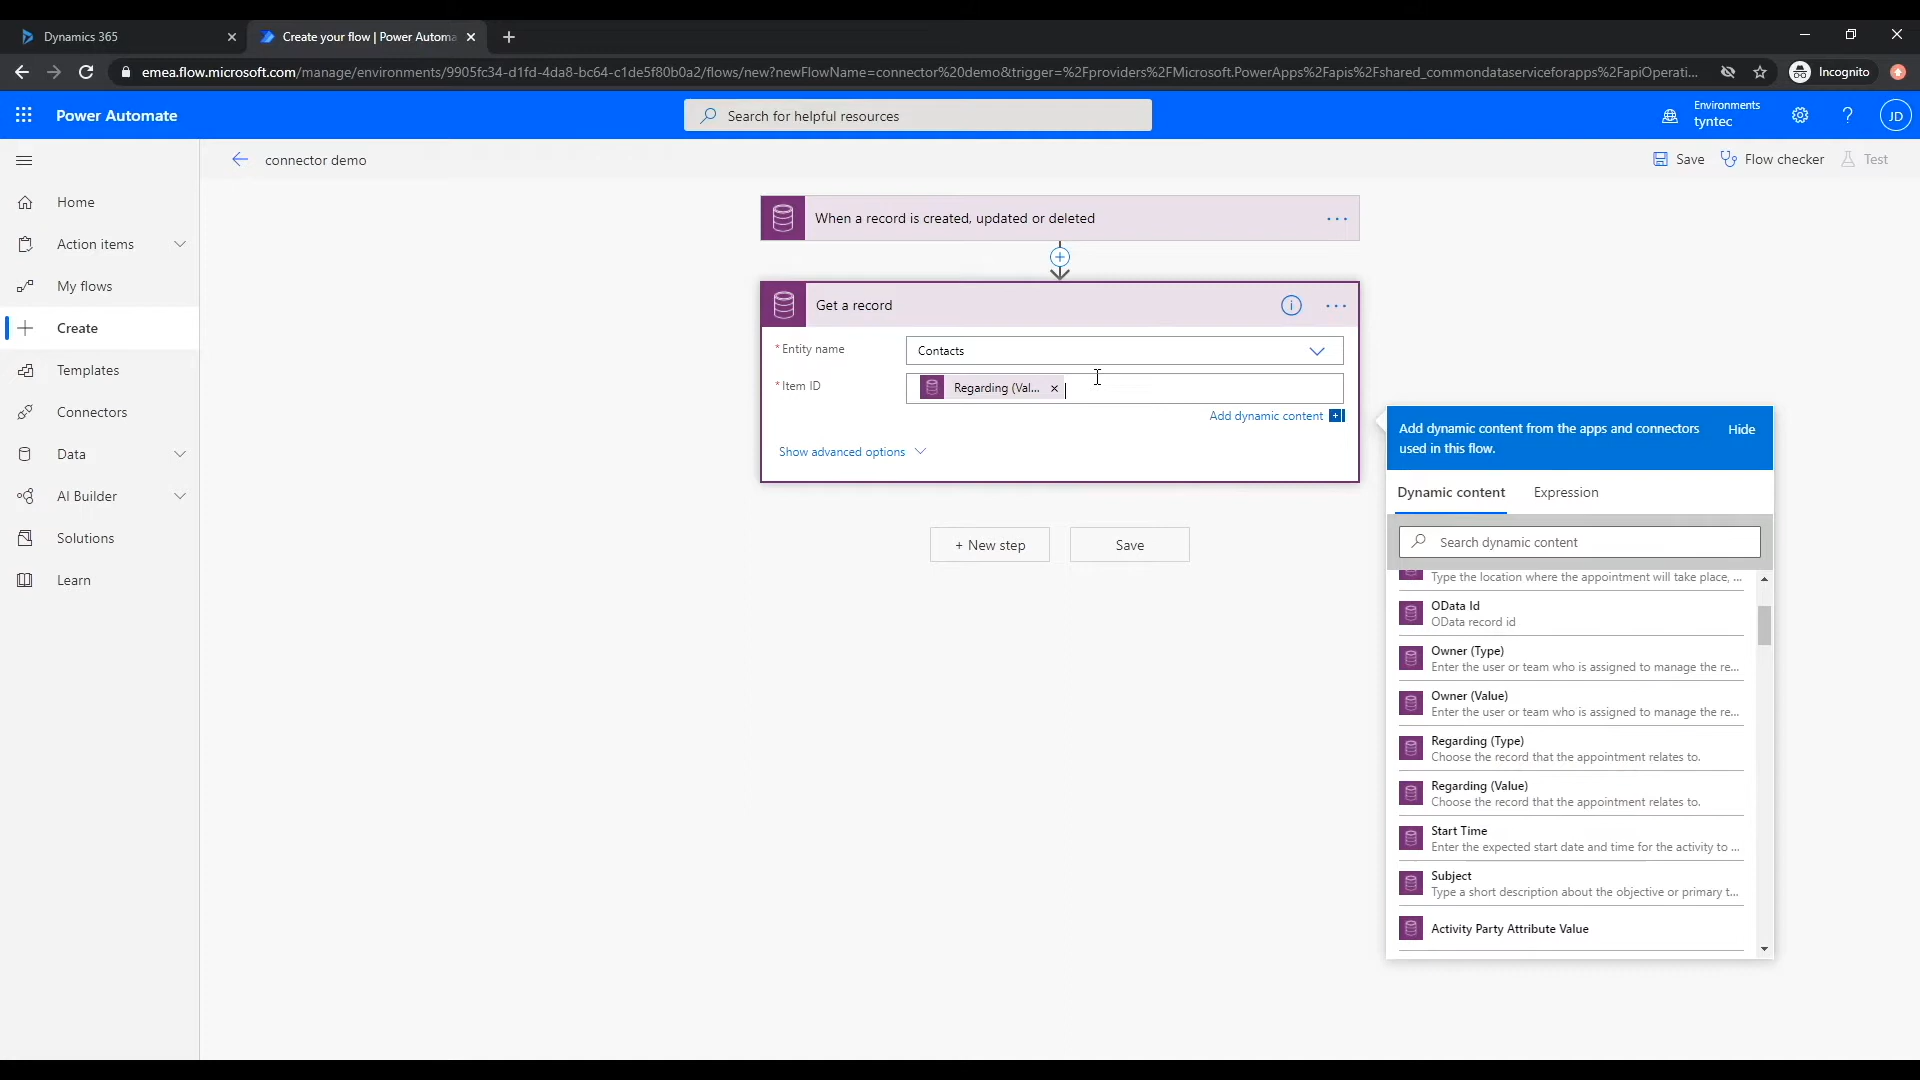 Dynamics 365
Create your flow | Power Automa
emea.flow.microsoft.com/manage/environments/9905fc34-d1fd-4da8-bc64-c1de5f80b0a2/flows/new?newFlowName=connector%20demo&trigger=%2Fproviders%2FMicrosoft.PowerApps%2Fapis%2Fshared_commondataserviceforapps%2FapiOperati...
Incognito
Power Automate
Search for helpful resources
Environments
tyntec
?
JD
connector demo
Save
Flow checker
Test
Home
Action items
My flows
Create
Templates
Connectors
Data
AI Builder
Solutions
Learn
When a record is created, updated or deleted
Get a record
* Entity name
Contacts
* Item ID
Regarding (Val...
Add dynamic content
Show advanced options
+ New step
Save
Add dynamic content from the apps and connectors
used in this flow.
Hide
Dynamic content
Expression
Search dynamic content
Type the location where the appointment will take place, ...
OData Id
OData record id
Owner (Type)
Enter the user or team who is assigned to manage the re...
Owner (Value)
Enter the user or team who is assigned to manage the re...
Regarding (Type)
Choose the record that the appointment relates to.
Regarding (Value)
Choose the record that the appointment relates to.
Start Time
Enter the expected start date and time for the activity to ...
Subject
Type a short description about the objective or primary t...
Activity Party Attribute Value